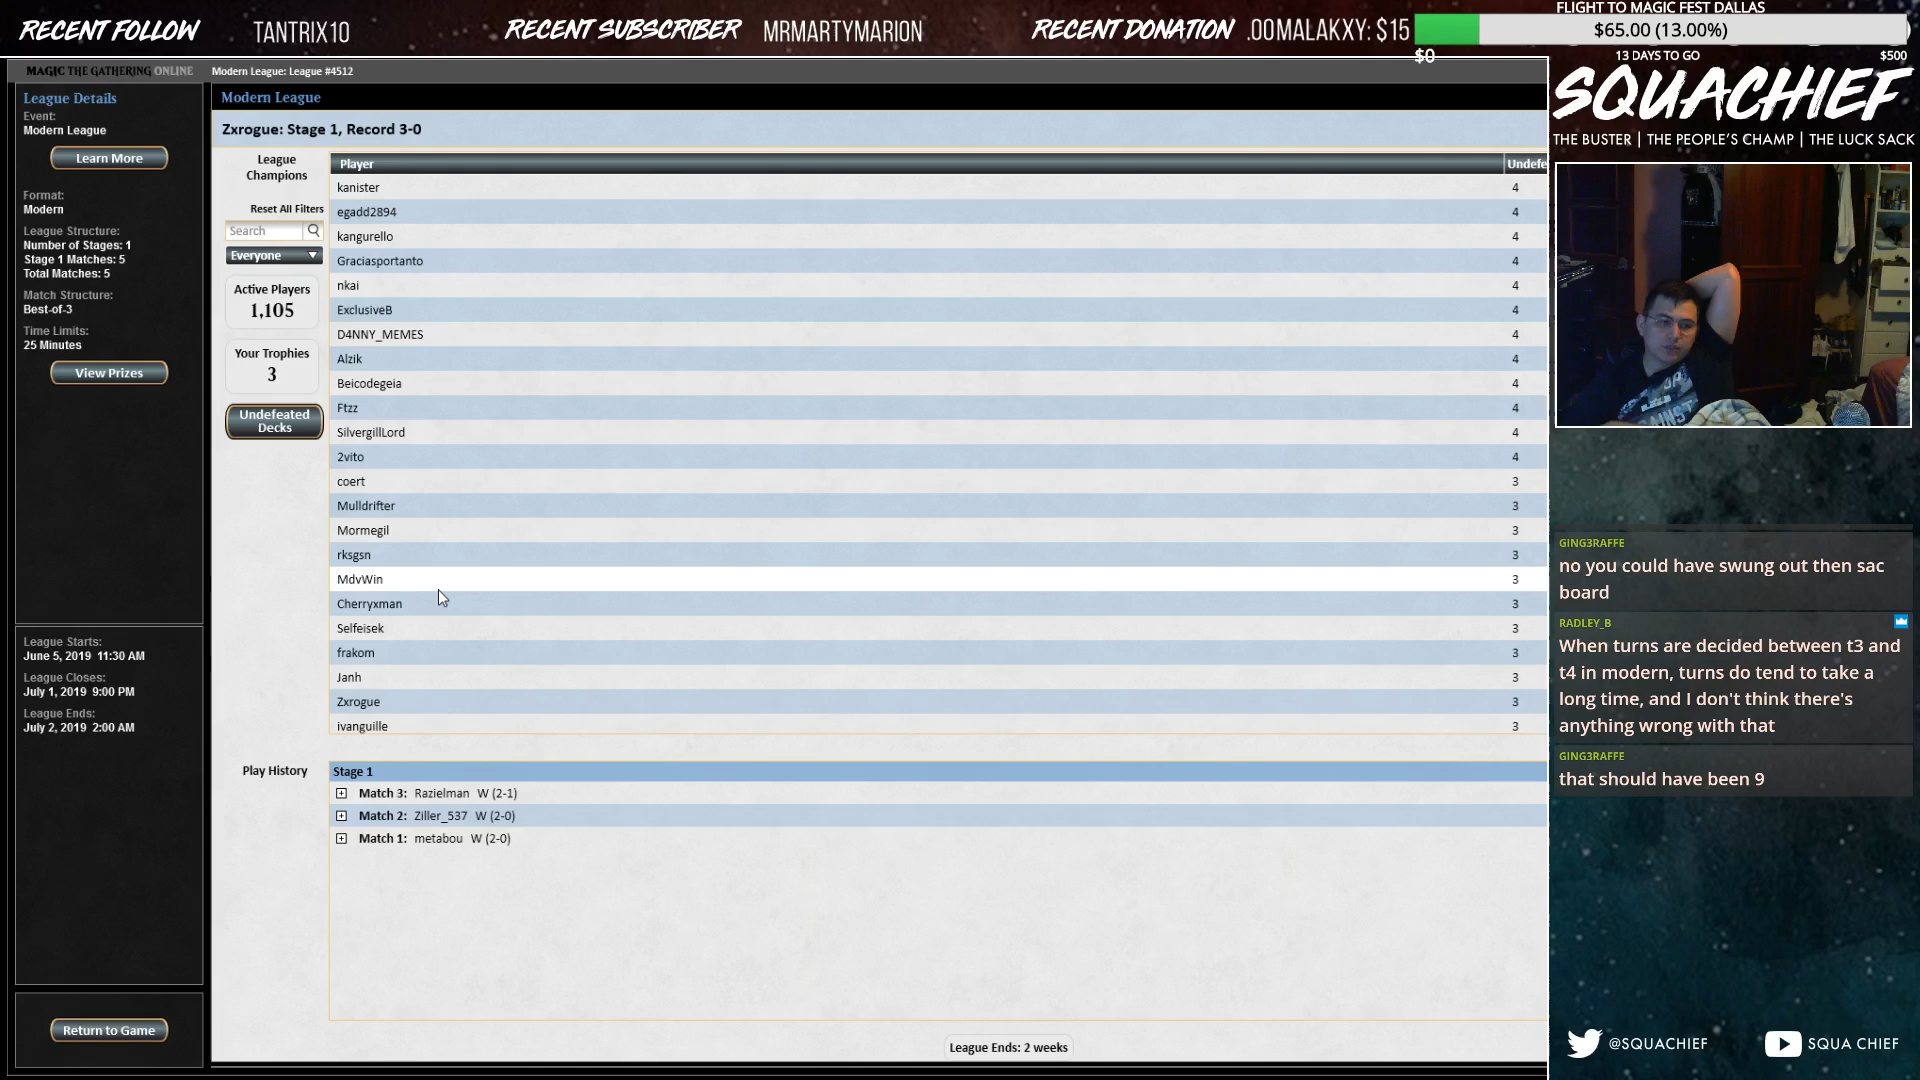 RECENT FOLLOW TANTRIX10 RECENT SUBSCRIBER MRMARTYMARION RECENT DONATION .OOMALAKXY: $15
FLIGHT TO MAGIC FEST DALLAS
$65.00 (13.00%)
$0 13 DAYS TO GO $500
SQUACHIEF
THE BUSTER | THE PEOPLE'S CHAMP | THE LUCK SACK
MAGIC THE GATHERING ONLINE Modern League: League #4512
League Details
Event:
Modern League
Learn More
Format:
Modern
League Structure:
Number of Stages: 1
Stage 1 Matches: 5
Total Matches: 5
Match Structure:
Best-of-3
Time Limits:
25 Minutes
View Prizes
League Starts:
June 5, 2019 11:30 AM
League Closes:
July 1, 2019 9:00 PM
League Ends:
July 2, 2019 2:00 AM
Return to Game
Modern League
Zxrogue: Stage 1, Record 3-0
League
Champions
Reset All Filters
Search
Everyone
Active Players
1,105
Your Trophies
3
Undefeated
Decks
Player Undefe
kanister 4
egadd2894 4
kangurello 4
Graciasportanto 4
nkai 4
ExclusiveB 4
D4NNY_MEMES 4
Alzik 4
Beicodegeia 4
Ftzz 4
SilvergillLord 4
2vito 4
coert 3
Mulldrifter 3
Mormegil 3
rksgsn 3
MdvWin 3
Cherryxman 3
Selfeisek 3
frakom 3
Janh 3
Zxrogue 3
ivanguille 3
Play History
Stage 1
Match 3: Razielman W (2-1)
Match 2: Ziller_537 W (2-0)
Match 1: metabou W (2-0)
League Ends: 2 weeks
GING3RAFFE
no you could have swung out then sac
board
RADLEY_B
When turns are decided between t3 and
t4 in modern, turns do tend to take a
long time, and I don't think there's
anything wrong with that
GING3RAFFE
that should have been 9
@SQUACHIEF SQUA CHIEF